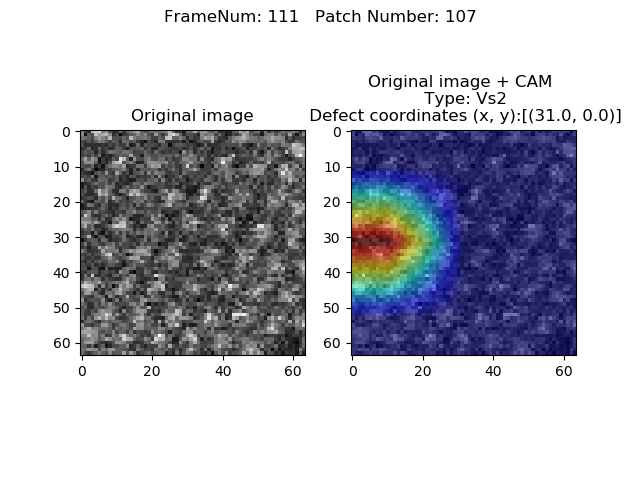 FrameNum: 111   Patch Number: 107
Original image
Original image + CAM
Type: Vs2
Defect coordinates (x, y):[(31.0, 0.0)]
0
10
20
30
40
50
60
0 20 40 60
0
10
20
30
40
50
60
0 20 40 60